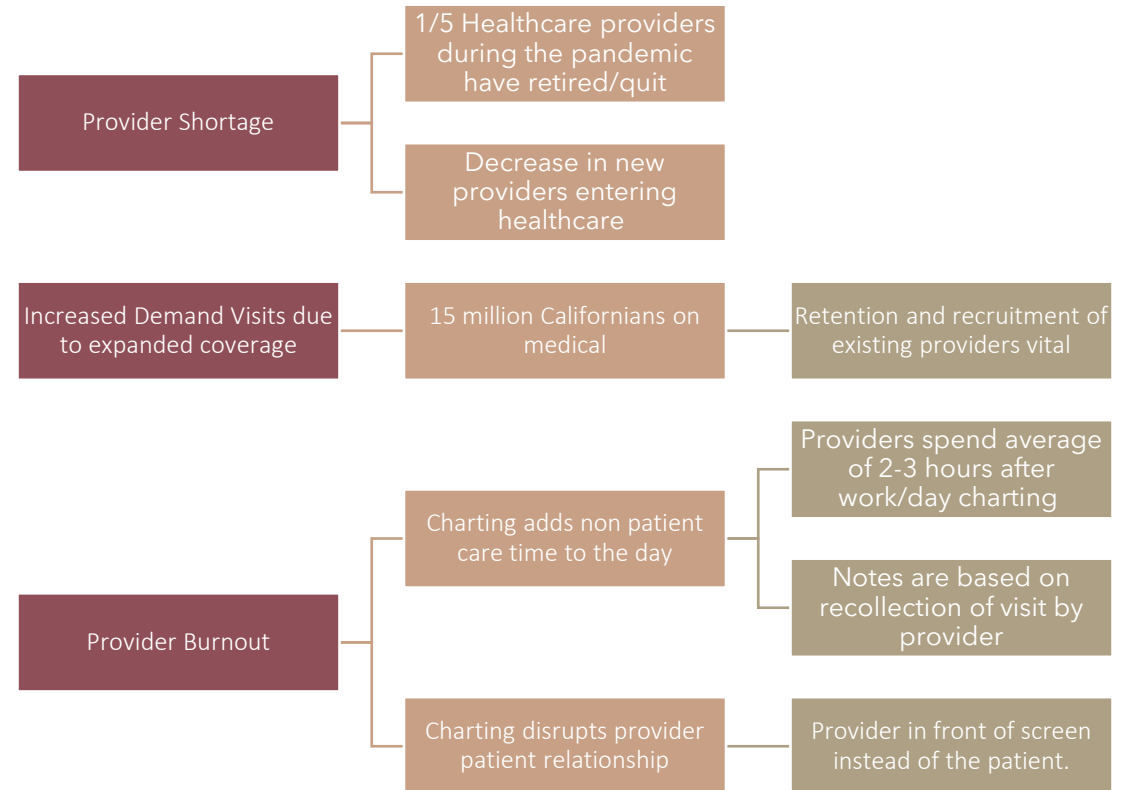 1/5 Healthcare providers
during the pandemic
have retired/quit
Provider Shortage
Decrease in new
providers entering
healthcare
Increased Demand Visits due
to expanded coverage
15 million Californians on
medical
Retention and recruitment of
existing providers vital
Providers spend average
of 2-3 hours after
work/day charting
Charting adds non patient
care time to the day
Notes are based on
recollection of visit by
provider
Provider Burnout
Charting disrupts provider
patient relationship
Provider in front of screen
instead of the patient.